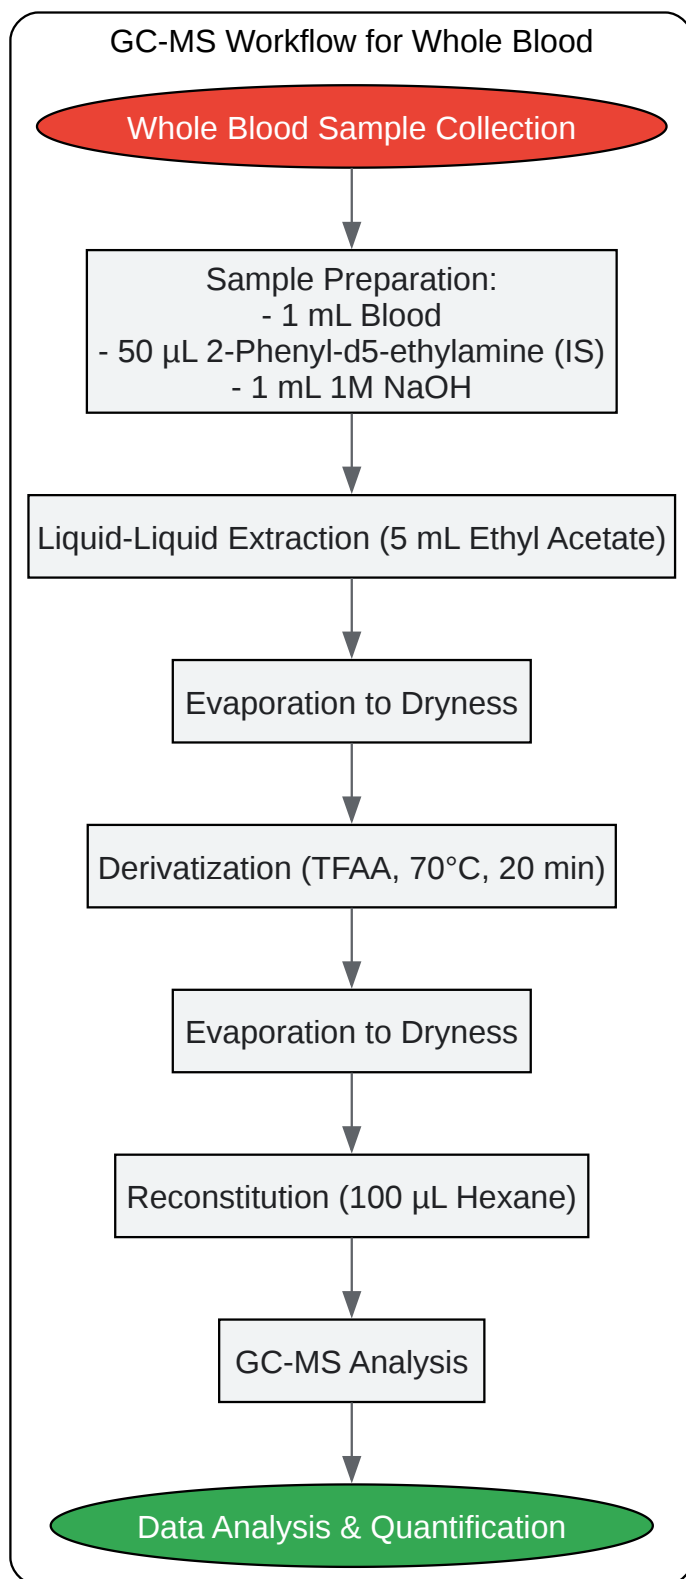 GC-MS Workflow for Whole Blood
Whole Blood Sample Collection
Sample Preparation:
- 1 mL Blood
- 50 µL 2-Phenyl-d5-ethylamine (IS)
- 1 mL 1M NaOH
Liquid-Liquid Extraction (5 mL Ethyl Acetate)
Evaporation to Dryness
Derivatization (TFAA, 70°C, 20 min)
Evaporation to Dryness
Reconstitution (100 µL Hexane)
GC-MS Analysis
Data Analysis & Quantification